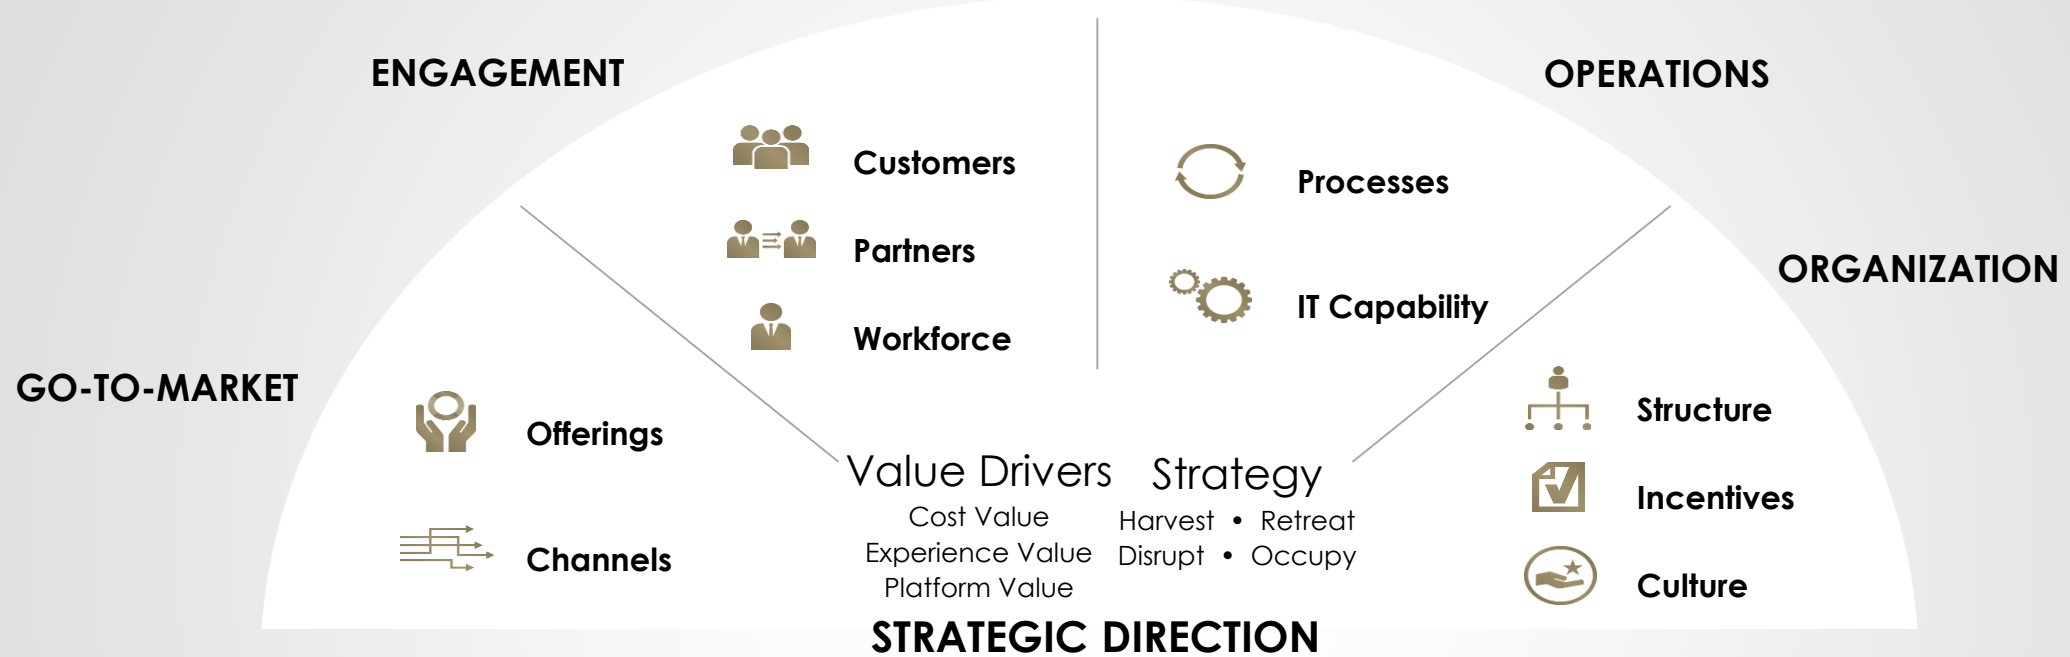 ENGAGEMENT
OPERATIONS
Customers
Processes
Partners
ORGANIZATION
IT Capability
Workforce
GO-TO-MARKET
Structure
Offerings
Value Drivers
Strategy
Incentives
Cost Value
Harvest • Retreat
Experience Value
Disrupt • Occupy
Channels
Platform Value
Culture
STRATEGIC DIRECTION